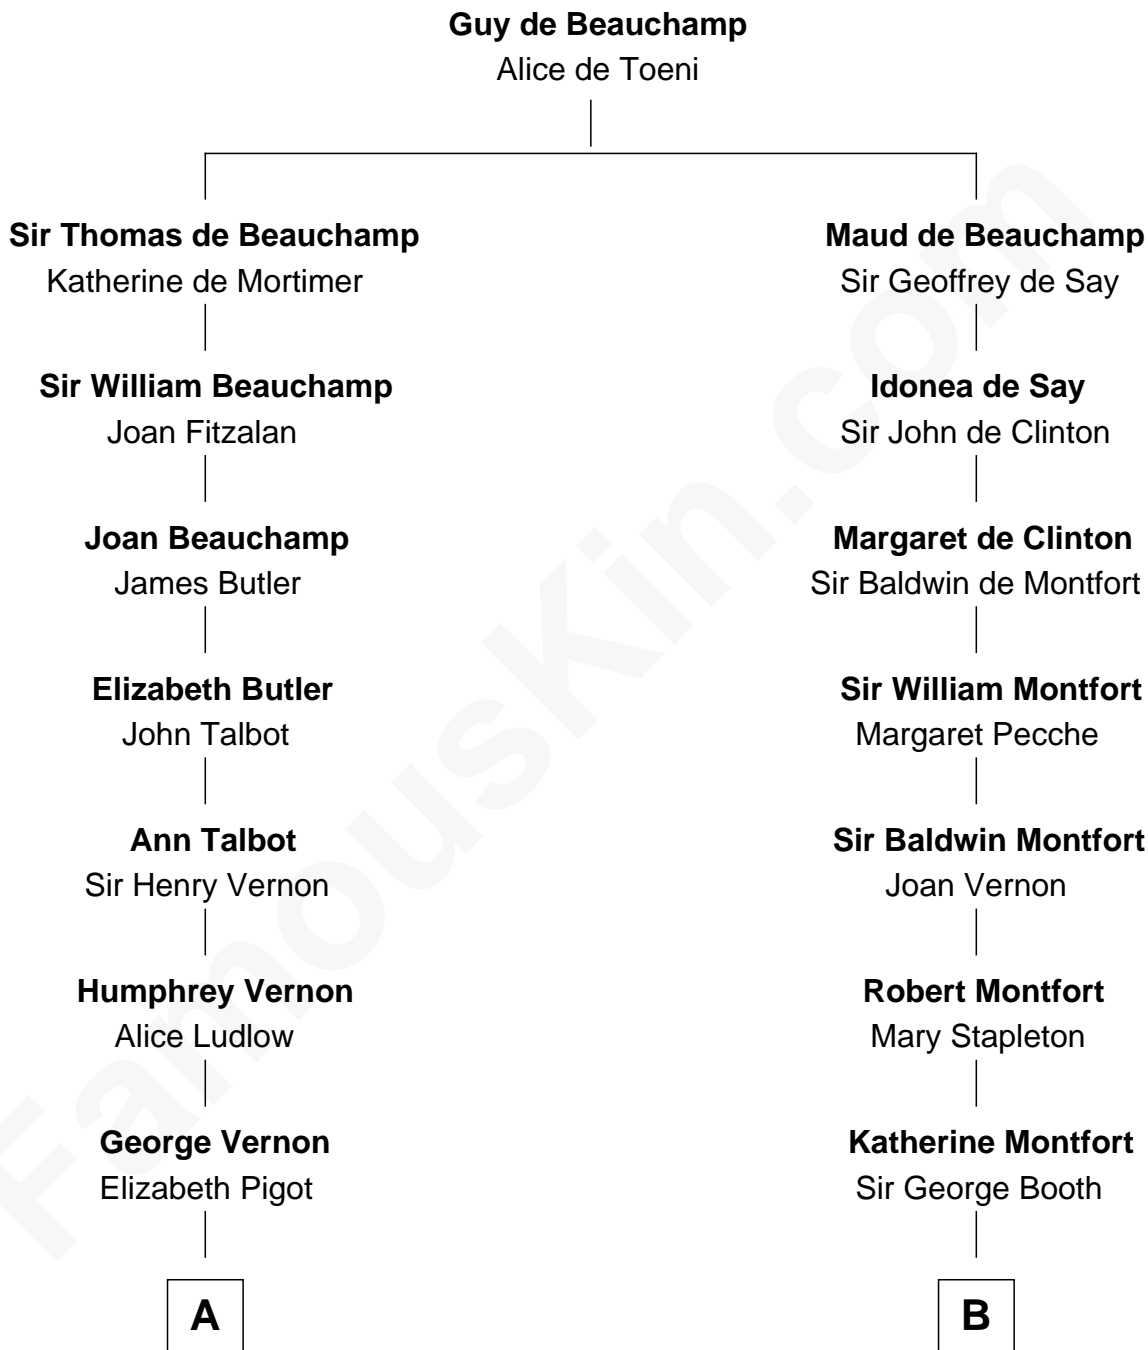 Guy de Beauchamp
Alice de Toeni
Sir Thomas de Beauchamp
Katherine de Mortimer
Maud de Beauchamp
Sir Geoffrey de Say
Sir William Beauchamp
Joan Fitzalan
Idonea de Say
Sir John de Clinton
Joan Beauchamp
James Butler
Margaret de Clinton
Sir Baldwin de Montfort
Elizabeth Butler
John Talbot
Sir William Montfort
Margaret Pecche
Ann Talbot
Sir Henry Vernon
Sir Baldwin Montfort
Joan Vernon
Humphrey Vernon
Alice Ludlow
Robert Montfort
Mary Stapleton
George Vernon
Elizabeth Pigot
Katherine Montfort
Sir George Booth
A
B
FamousKin.com